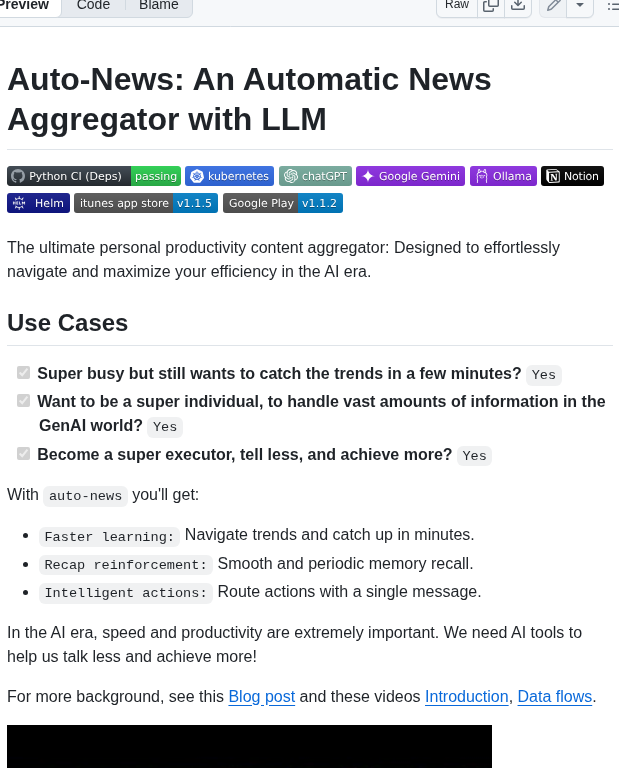 Preview Code Blame Raw
Auto-News: An Automatic News
Aggregator with LLM
Python CI (Deps) passing kubernetes chatGPT Google Gemini Ollama Notion
HELM Helm itunes app store v1.1.5 Google Play v1.1.2
The ultimate personal productivity content aggregator: Designed to effortlessly
navigate and maximize your efficiency in the AI era.
Use Cases
Super busy but still wants to catch the trends in a few minutes? Yes
Want to be a super individual, to handle vast amounts of information in the
GenAI world? Yes
Become a super executor, tell less, and achieve more? Yes
With auto-news you'll get:
Faster learning: Navigate trends and catch up in minutes.
Recap reinforcement: Smooth and periodic memory recall.
Intelligent actions: Route actions with a single message.
In the AI era, speed and productivity are extremely important. We need AI tools to
help us talk less and achieve more!
For more background, see this Blog post and these videos Introduction, Data flows.